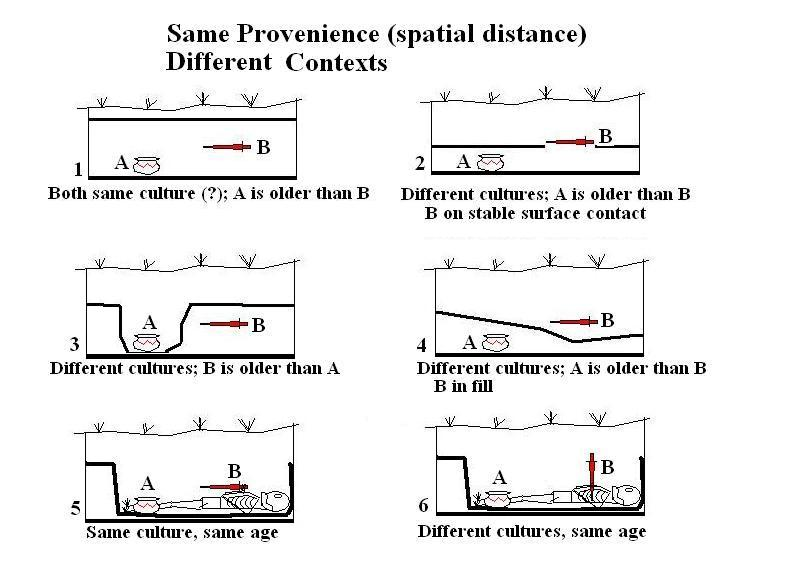 Same Provenience (spatial distance)
Different Contexts
A
B
1
Both same culture (?); A is older than B
A
B
2
Different cultures; A is older than B
B on stable surface contact
A
B
3
Different cultures; B is older than A
A
B
4
Different cultures; A is older than B
B in fill
A
B
5
Same culture, same age
A
B
6
Different cultures, same age